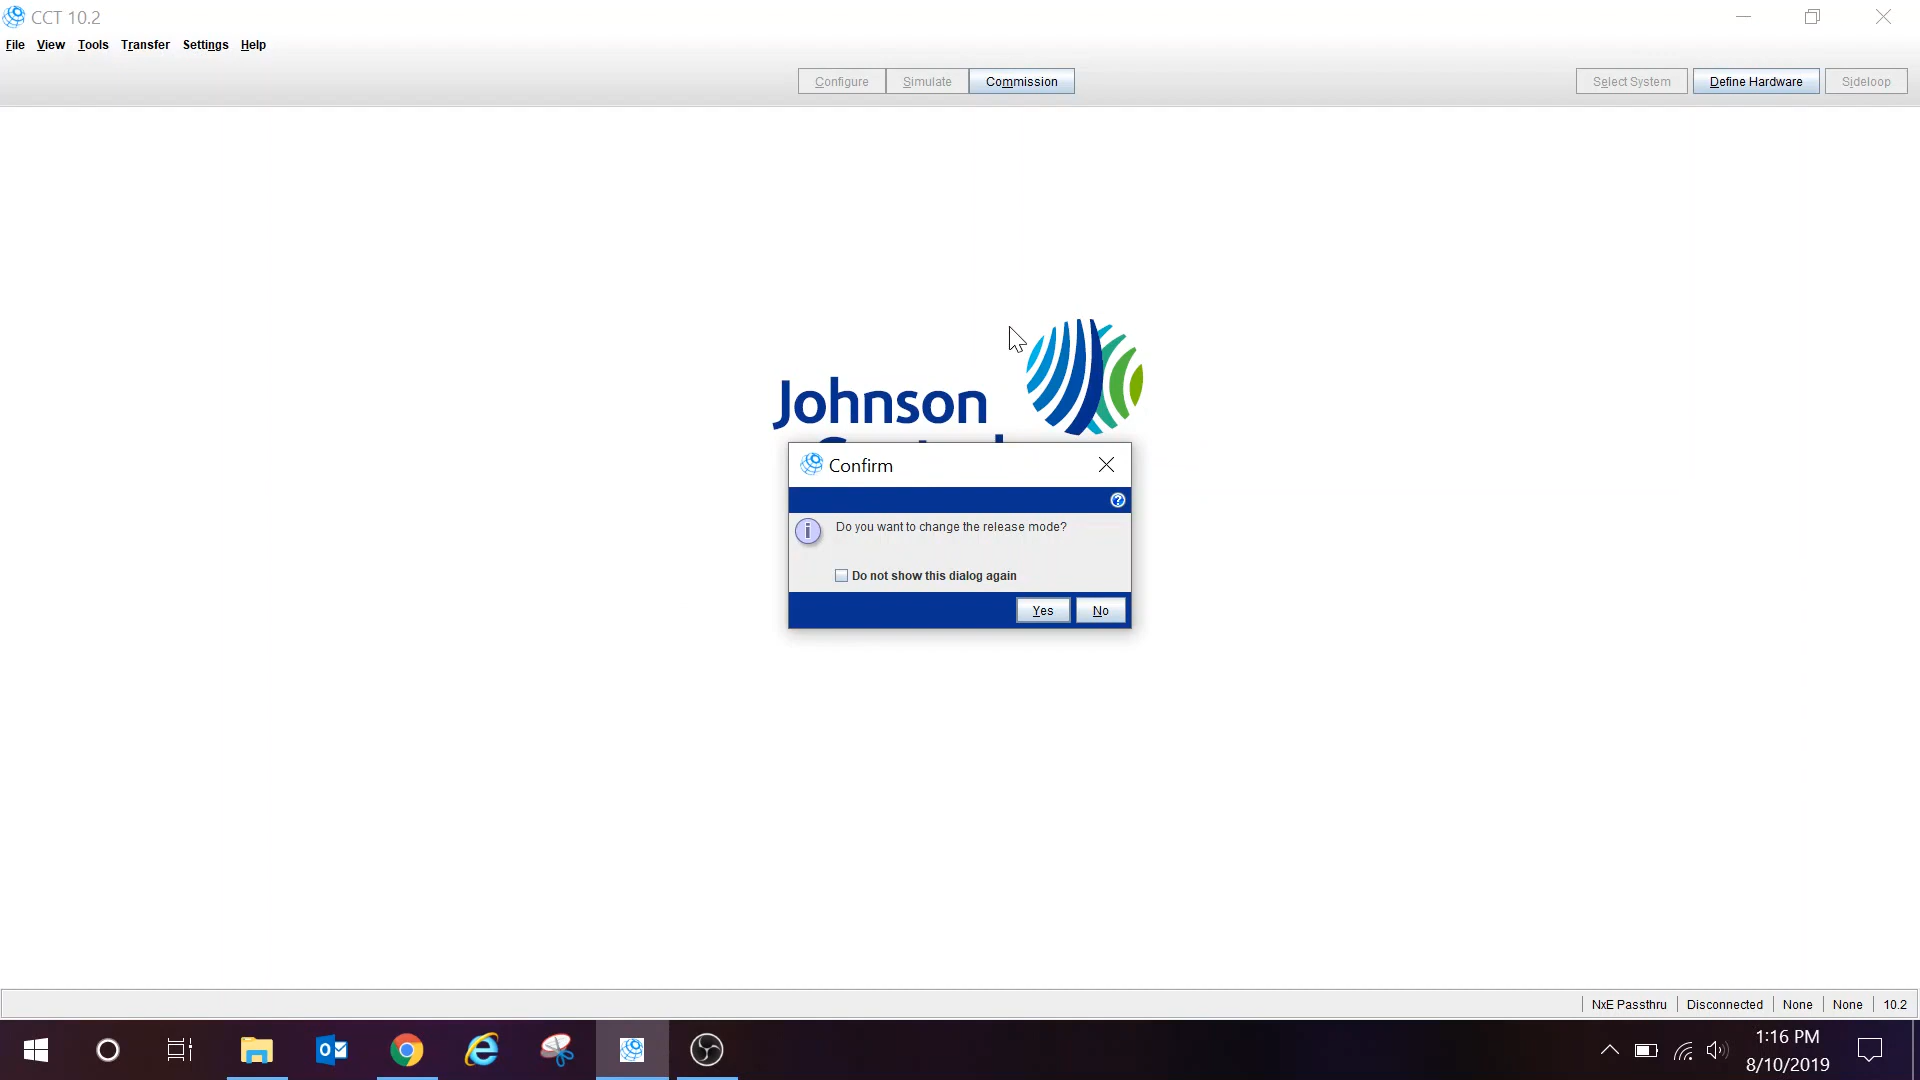 CCT 10.2
File View Tools Transfer Settings Help
Configure Simulate Commission Select System Define Hardware Sideloop
Johnson
Confirm
Do you want to change the release mode?
Do not show this dialog again
Yes No
NxE Passthru Disconnected None None 10.2
1:16 PM
8/10/2019